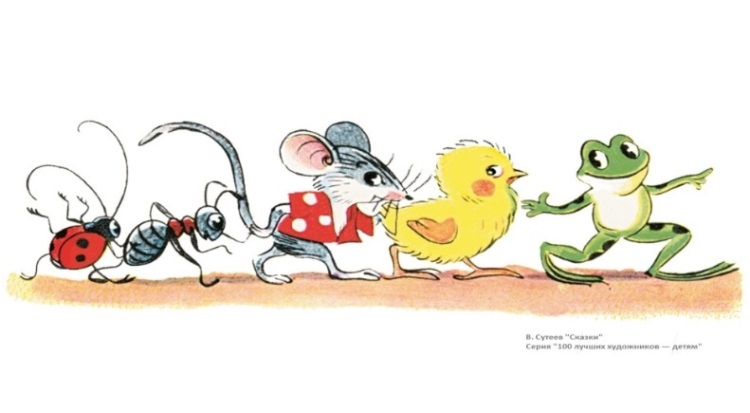 В. Сутеев "Сказки"
Серия "100 лучших художников — детям"